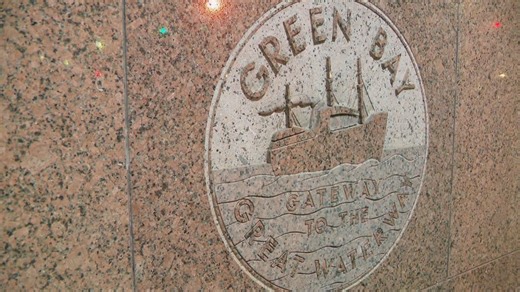 GREEN BAY
GATEWAY
TO THE
GREAT WATERWAY